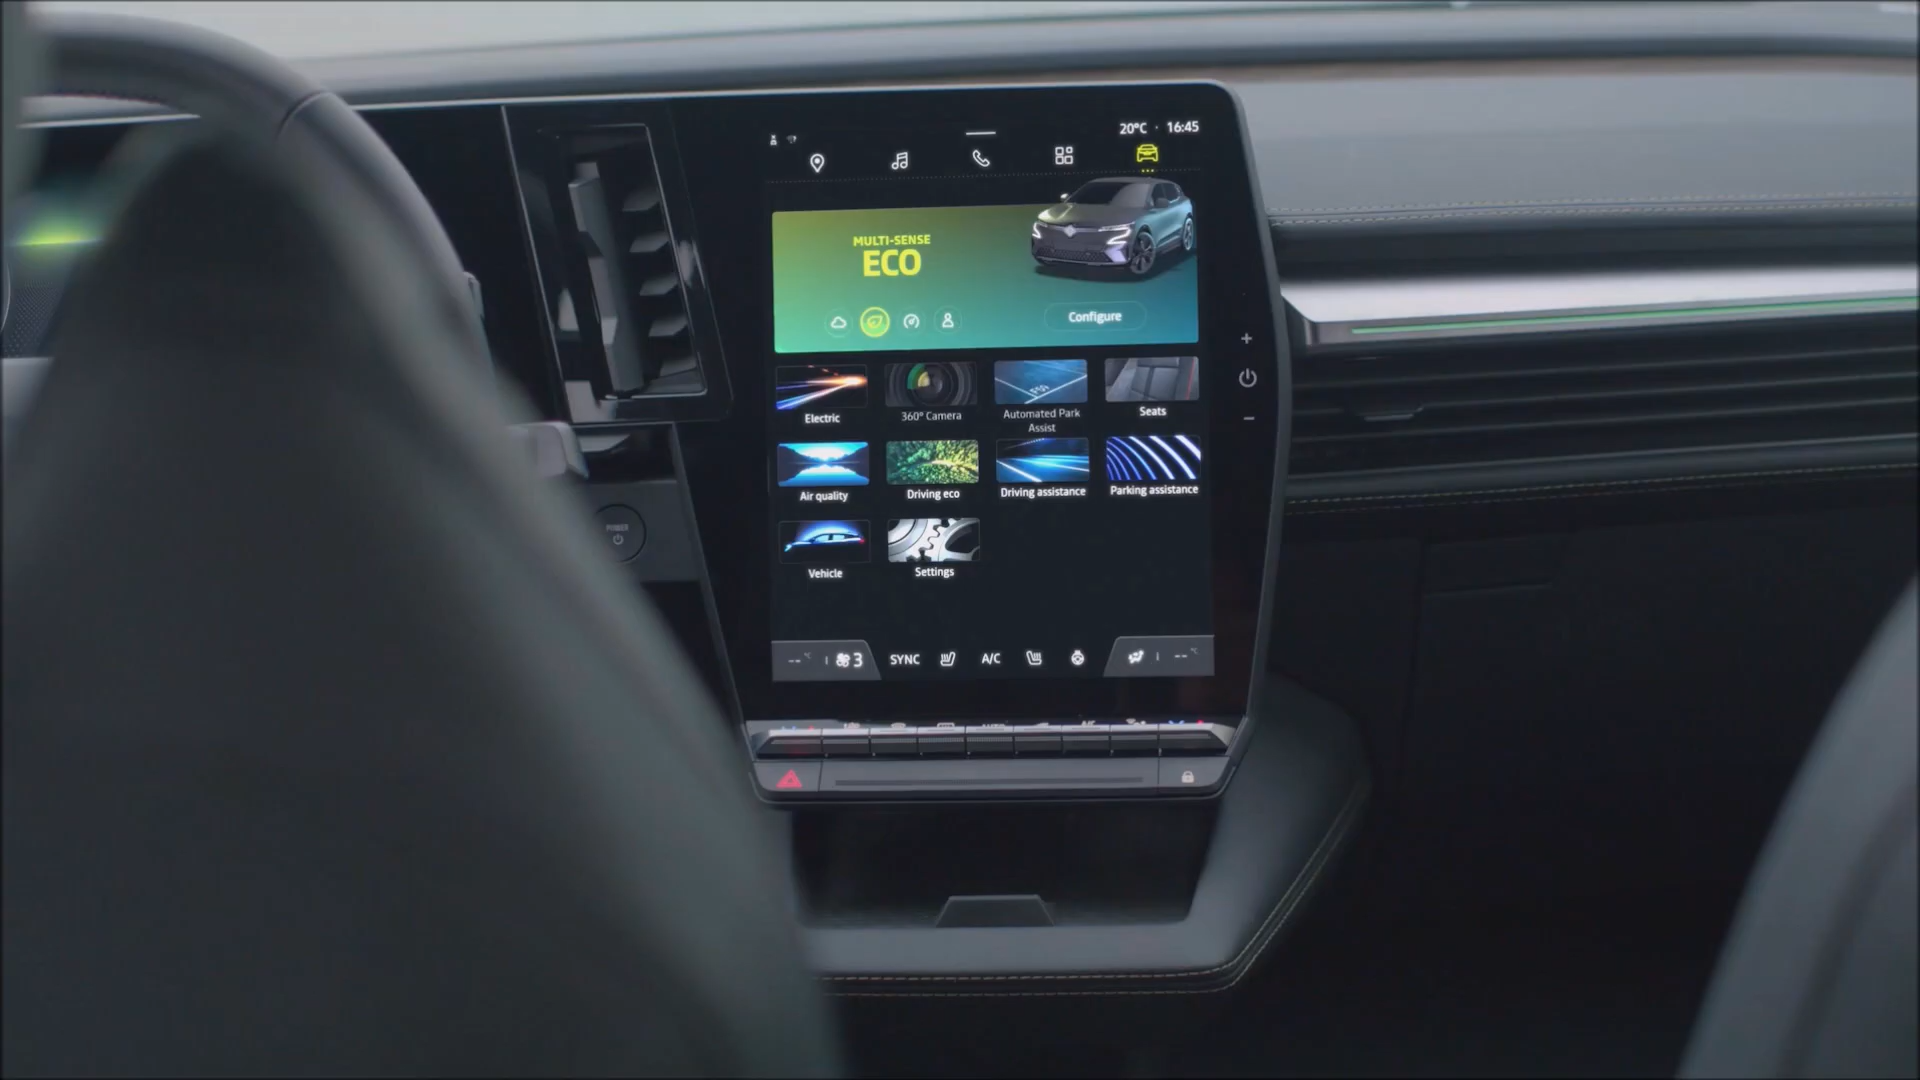 20°C · 16:45
MULTI-SENSE
ECO
Configure
Electric
360° Camera
Automated Park
Assist
Seats
Air quality
Driving eco
Driving assistance
Parking assistance
Vehicle
Settings
POWER
-- °C
3
SYNC
A/C
-- °C